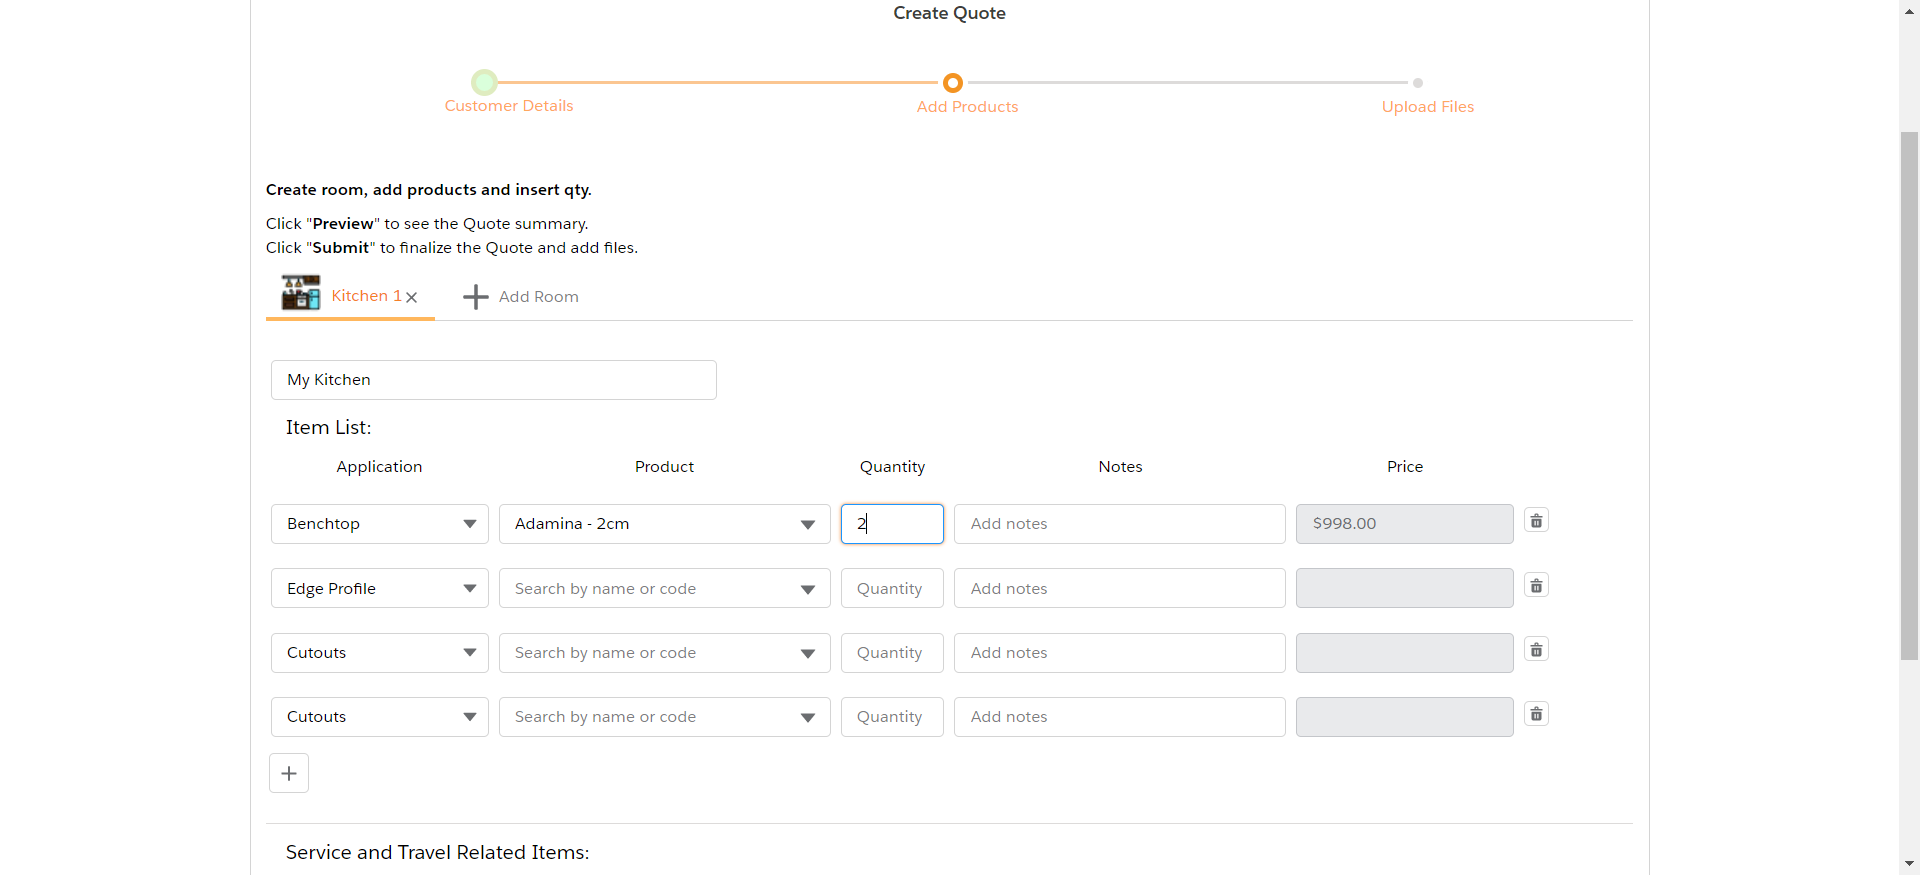 Create Quote
Customer Details
Add Products
Upload Files
Create room, add products and insert qty.
Click "Preview" to see the Quote summary.
Click "Submit" to finalize the Quote and add files.
Kitchen 1
Add Room
My Kitchen
Item List:
Application Product Quantity Notes Price
Benchtop Adamina - 2cm 2 Add notes $998.00
Edge Profile Search by name or code Quantity Add notes
Cutouts Search by name or code Quantity Add notes
Cutouts Search by name or code Quantity Add notes
Service and Travel Related Items: